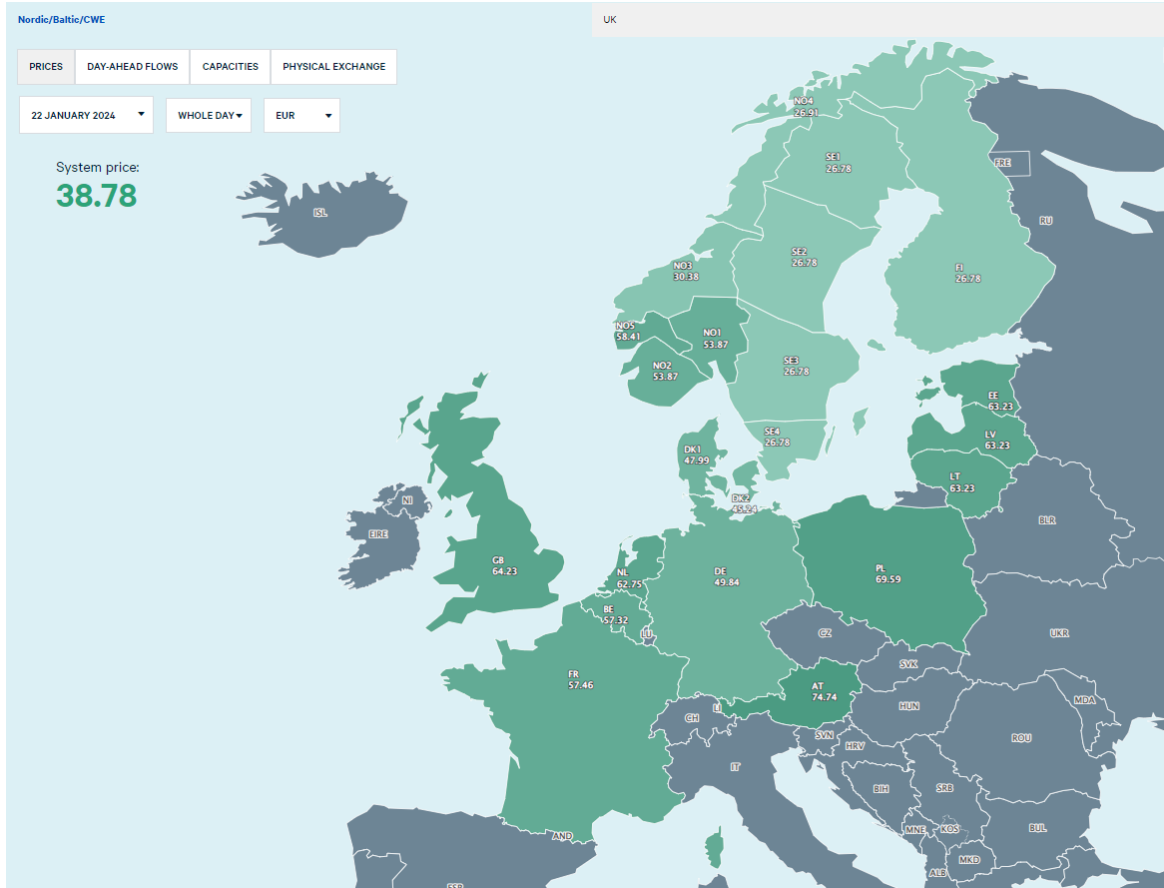 Nordic/Baltic/CWE
UK
PRICES
DAY-AHEAD FLOWS
CAPACITIES
PHYSICAL EXCHANGE
22 JANUARY 2024
WHOLE DAY
EUR
System price:
38.78
NO4
26.91
SE1
26.78
FRE
ISL
RU
SE2
26.78
NO3
30.38
FI
26.78
NO5
58.41
NO1
53.87
NO2
53.87
SE3
26.78
EE
63.23
SE4
26.78
LV
63.23
DK1
47.99
LT
63.23
DK2
45.24
NI
EIRE
BLR
GB
64.23
NL
62.75
DE
49.84
PL
69.59
BE
57.32
LU
CZ
UKR
SVK
FR
57.46
AT
74.74
LI
CH
HUN
MDA
SVN
HRV
ROU
IT
BIH
SRB
MNE
KOS
BUL
AND
MKD
ALB
ESP